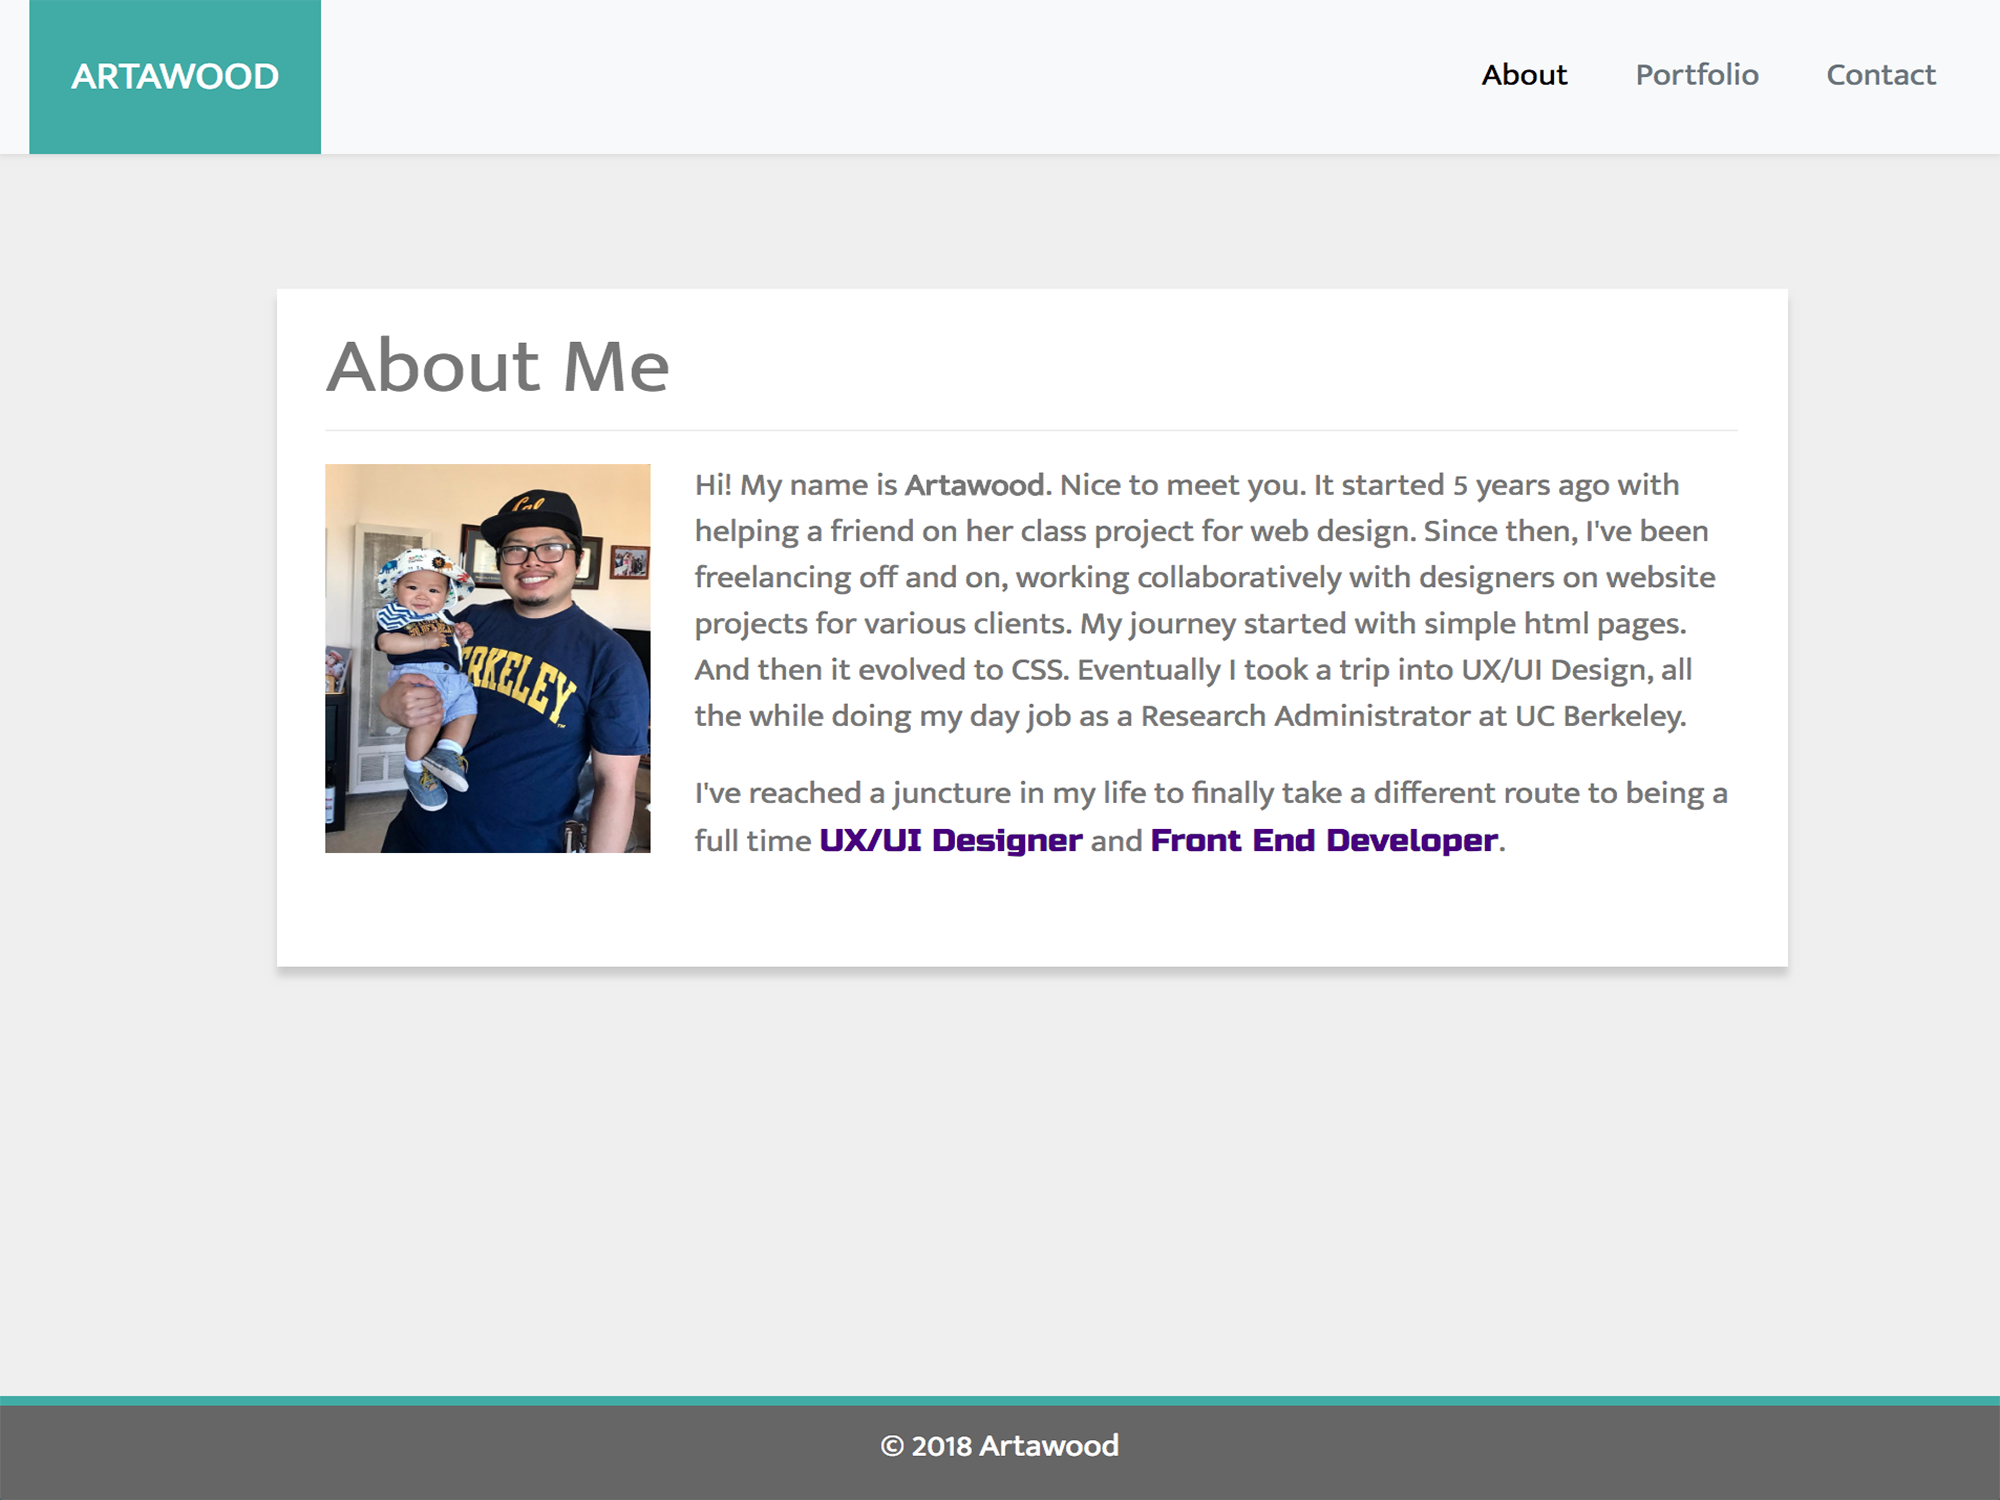 ARTAWOOD
About Portfolio Contact
About Me
Hi! My name is Artawood. Nice to meet you. It started 5 years ago with
helping a friend on her class project for web design. Since then, I've been
freelancing off and on, working collaboratively with designers on website
projects for various clients. My journey started with simple html pages.
And then it evolved to CSS. Eventually I took a trip into UX/UI Design, all
the while doing my day job as a Research Administrator at UC Berkeley.
I've reached a juncture in my life to finally take a different route to being a
full time UX/UI Designer and Front End Developer.
Cal
ERKELEY
© 2018 Artawood